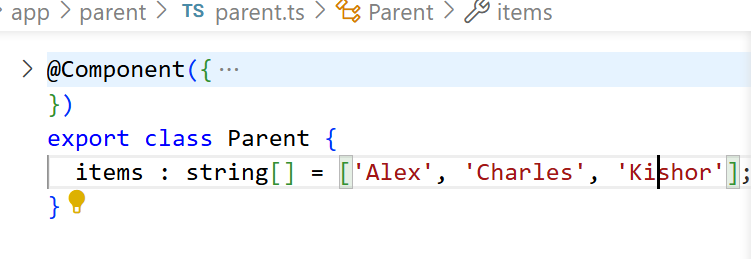 app > parent > TS parent.ts > Parent > items
@Component({ ...
})
export class Parent {
items : string[] = ['Alex', 'Charles', 'Kishor'];
}